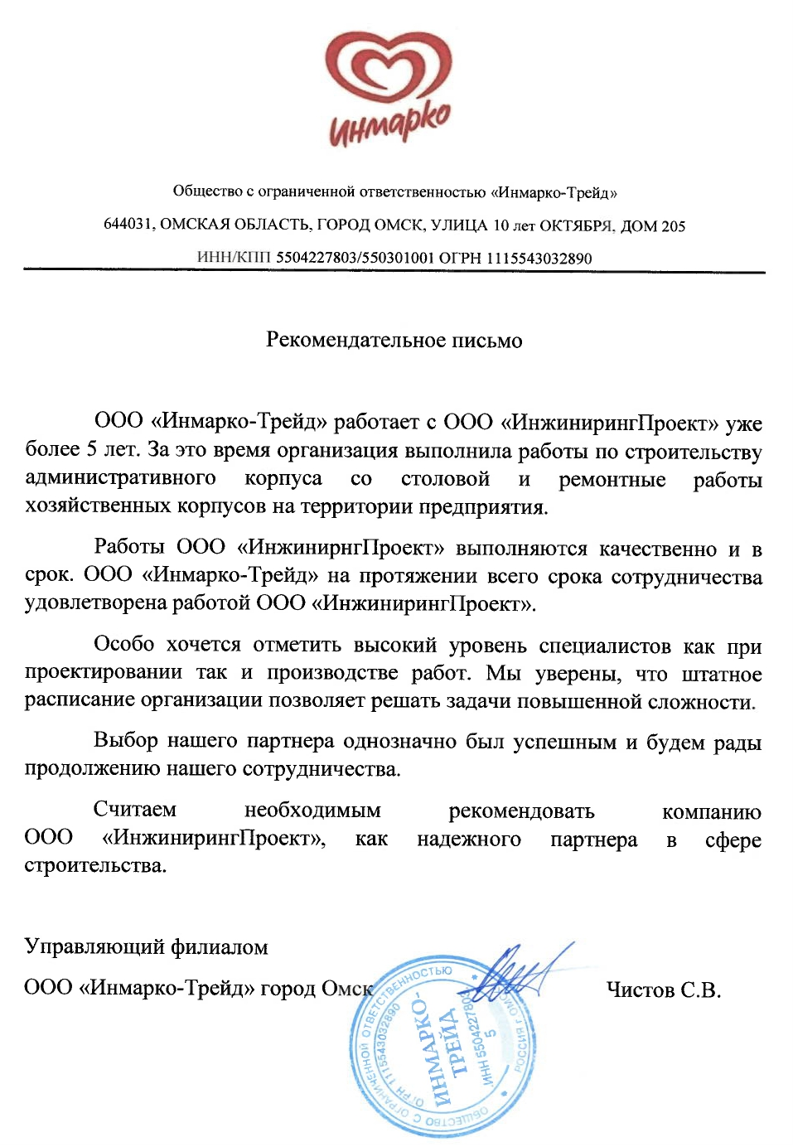 инмарко
Общество с ограниченной ответственностью «Инмарко-Трейд»
644031, ОМСКАЯ ОБЛАСТЬ, ГОРОД ОМСК, УЛИЦА 10 лет ОКТЯБРЯ, ДОМ 205
ИНН/КПП 5504227803/550301001 ОГРН 1115543032890
Рекомендательное письмо
ООО «Инмарко-Трейд» работает с ООО «ИнжинирингПроект» уже
более 5 лет. За это время организация выполнила работы по строительству
административного корпуса со столовой и ремонтные работы
хозяйственных корпусов на территории предприятия.
Работы ООО «ИнжинирнгПроект» выполняются качественно и в
срок. ООО «Инмарко-Трейд» на протяжении всего срока сотрудничества
удовлетворена работой ООО «ИнжинирингПроект».
Особо хочется отметить высокий уровень специалистов как при
проектировании так и производстве работ. Мы уверены, что штатное
расписание организации позволяет решать задачи повышенной сложности.
Выбор нашего партнера однозначно был успешным и будем рады
продолжению нашего сотрудничества.
Считаем необходимым рекомендовать компанию
ООО «ИнжинирингПроект», как надежного партнера в сфере
строительства.
Управляющий филиалом
ООО «Инмарко-Трейд» город Омск Чистов С.В.
ОБЩЕСТВО С ОГРАНИЧЕННОЙ ОТВЕТСТВЕННОСТЬЮ
ОГРН 1115543032890
ИНМАРКО-
ТРЕЙД
ИНН 5504227803
5
РОССИЯ Г.ОМСК